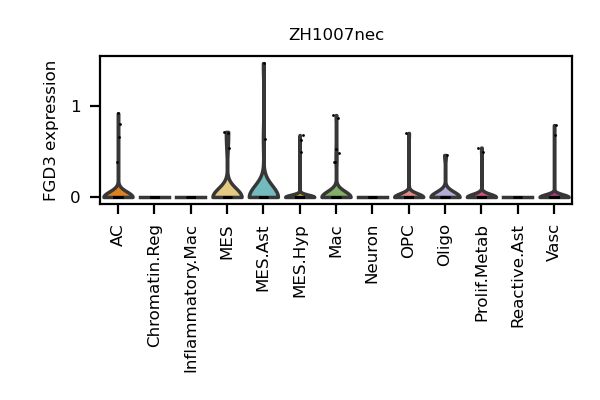 ZH1007nec
FGD3 expression
1
0
AC
Chromatin.Reg
Inflammatory.Mac
MES
MES.Ast
MES.Hyp
Mac
Neuron
OPC
Oligo
Prolif.Metab
Reactive.Ast
Vasc